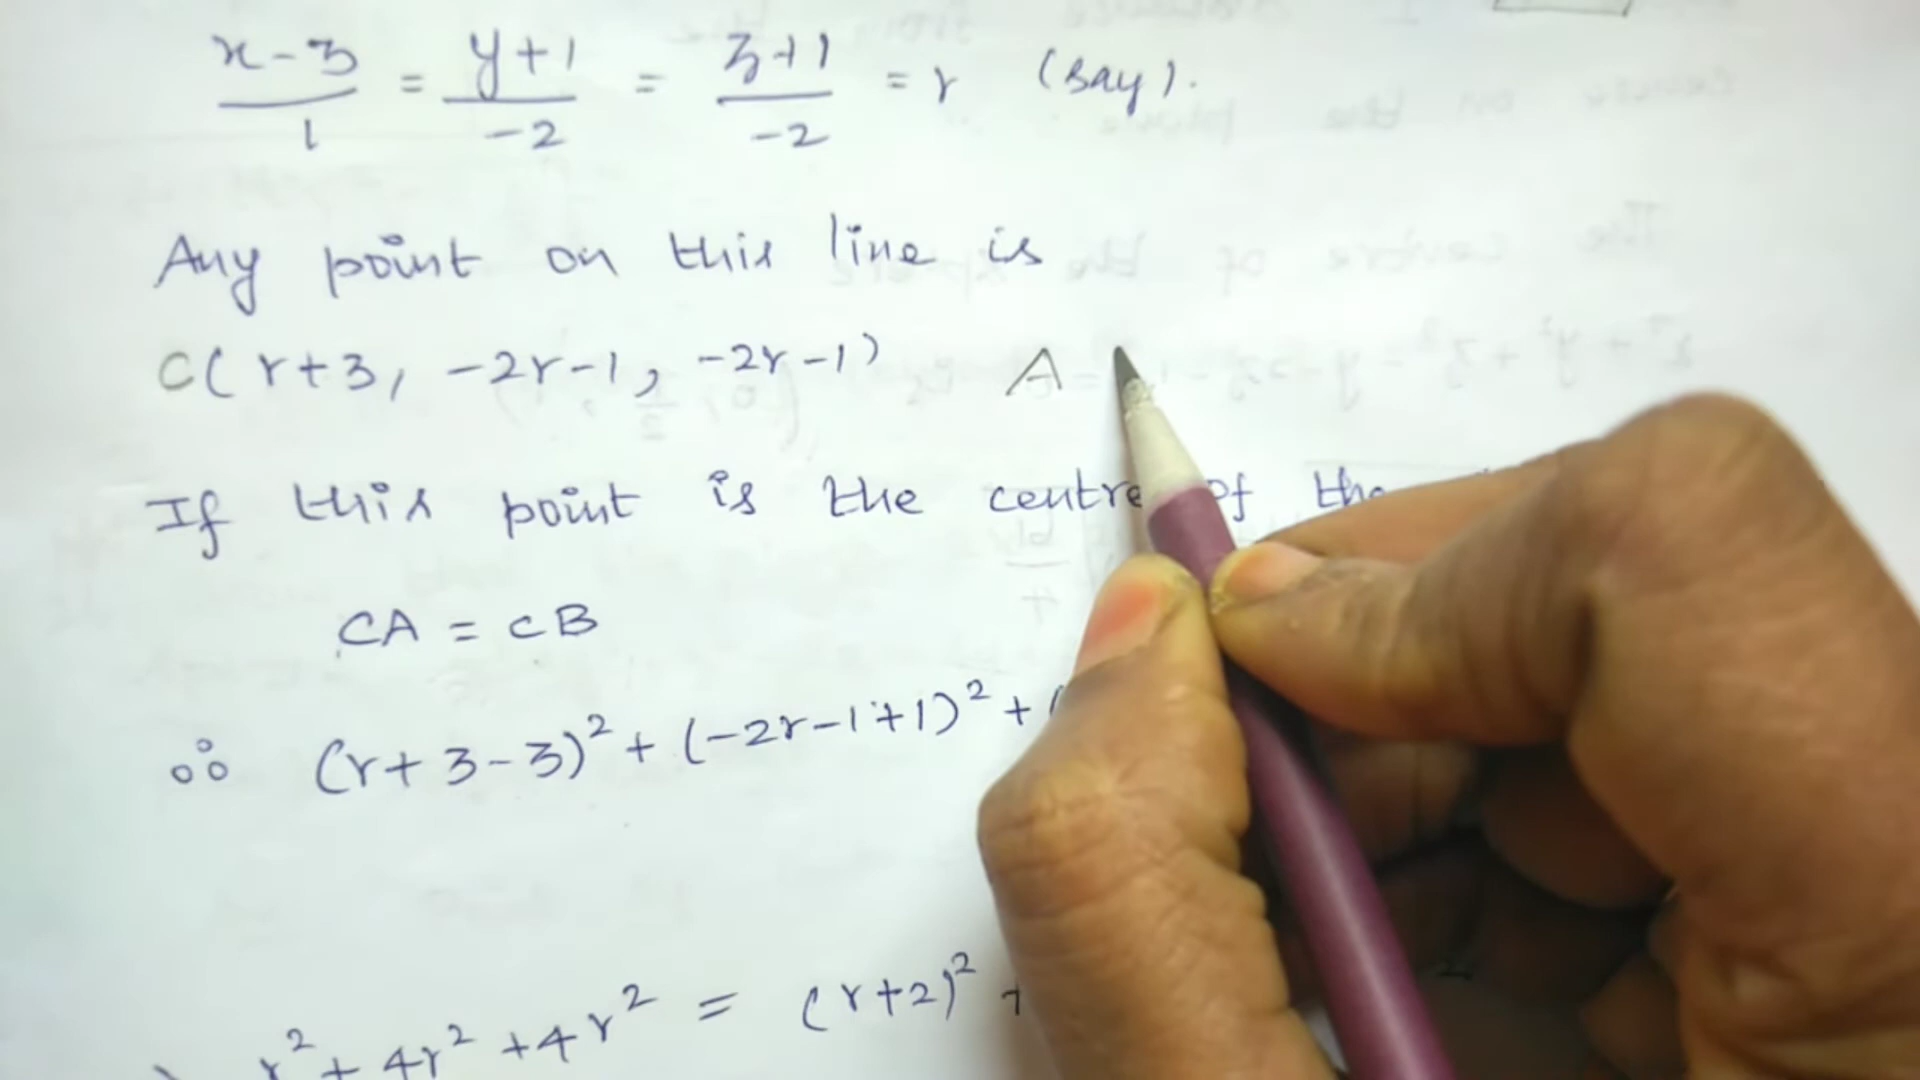 x-3/1 = y+1/-2 = z+1/-2 = r (say).
Any point on this line is
C(r+3, -2r-1, -2r-1) A
If this point is the centre of the
CA = CB
∴ (r+3-3)² + (-2r-1+1)² + (
r² + 4r² + 4r² = (r+2)² +